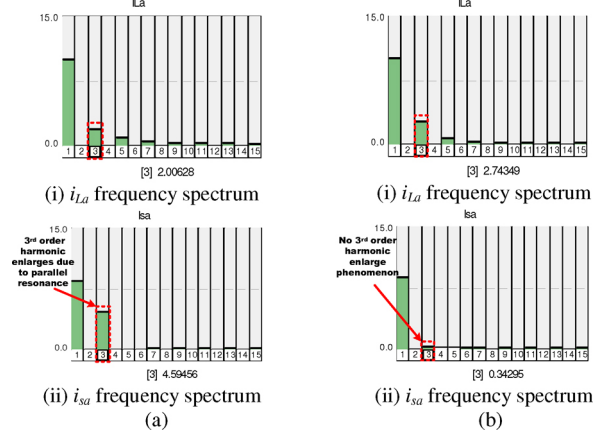 ILa
15.0
0.0
1 2 3 4 5 6 7 8 9 10 11 12 13 14 15
[3] 2.00628
(i) iLa frequency spectrum
Isa
15.0
3rd order
harmonic
enlarges due
to parallel
resonance
0.0
1 2 3 4 5 6 7 8 9 10 11 12 13 14 15
[3] 4.59456
(ii) isa frequency spectrum
(a)
ILa
15.0
0.0
1 2 3 4 5 6 7 8 9 10 11 12 13 14 15
[3] 2.74349
(i) iLa frequency spectrum
Isa
15.0
No 3rd order
harmonic
enlarge
phenomenon
0.0
1 2 3 4 5 6 7 8 9 10 11 12 13 14 15
[3] 0.34295
(ii) isa frequency spectrum
(b)